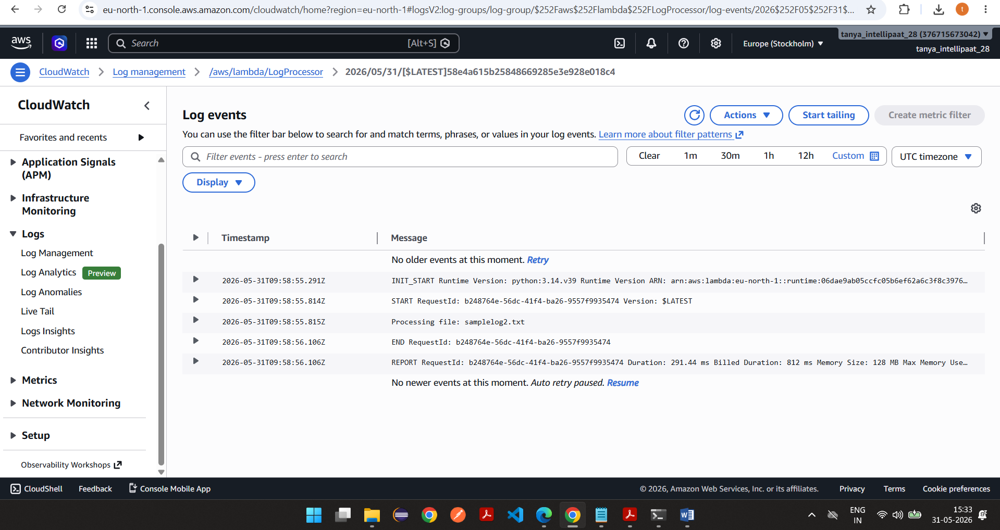 eu-north-1.console.aws.amazon.com/cloudwatch/home?region=eu-north-1#logsV2:log-groups/log-group/$252Faws$252Flambda$252FLogProcessor/log-events/2026$252F05$252F31$...
t
aws
Search
[Alt+S]
Europe (Stockholm)
tanya_intellipaat_28 (376715673042)
tanya_intellipaat_28
CloudWatch
Log management
/aws/lambda/LogProcessor
2026/05/31/[$LATEST]58e4a615b25848669285e3e928e018c4
CloudWatch
Favorites and recents
Application Signals
(APM)
Infrastructure
Monitoring
Logs
Log Management
Log Analytics Preview
Log Anomalies
Live Tail
Logs Insights
Contributor Insights
Metrics
Network Monitoring
Setup
Observability Workshops
Log events
Actions
Start tailing
Create metric filter
You can use the filter bar below to search for and match terms, phrases, or values in your log events. Learn more about filter patterns
Filter events - press enter to search
Clear 1m 30m 1h 12h Custom
UTC timezone
Display
Timestamp Message
No older events at this moment. Retry
2026-05-31T09:58:55.291Z INIT_START Runtime Version: python:3.14.v39 Runtime Version ARN: arn:aws:lambda:eu-north-1::runtime:06dae9ab05ccfc05b6ef62a6c3f8c3976…
2026-05-31T09:58:55.814Z START RequestId: b248764e-56dc-41f4-ba26-9557f9935474 Version: $LATEST
2026-05-31T09:58:55.815Z Processing file: samplelog2.txt
2026-05-31T09:58:56.106Z END RequestId: b248764e-56dc-41f4-ba26-9557f9935474
2026-05-31T09:58:56.106Z REPORT RequestId: b248764e-56dc-41f4-ba26-9557f9935474 Duration: 291.44 ms Billed Duration: 812 ms Memory Size: 128 MB Max Memory Use…
No newer events at this moment. Auto retry paused. Resume
CloudShell
Feedback
Console Mobile App
© 2026, Amazon Web Services, Inc. or its affiliates.
Privacy
Terms
Cookie preferences
ENG
IN
15:33
31-05-2026